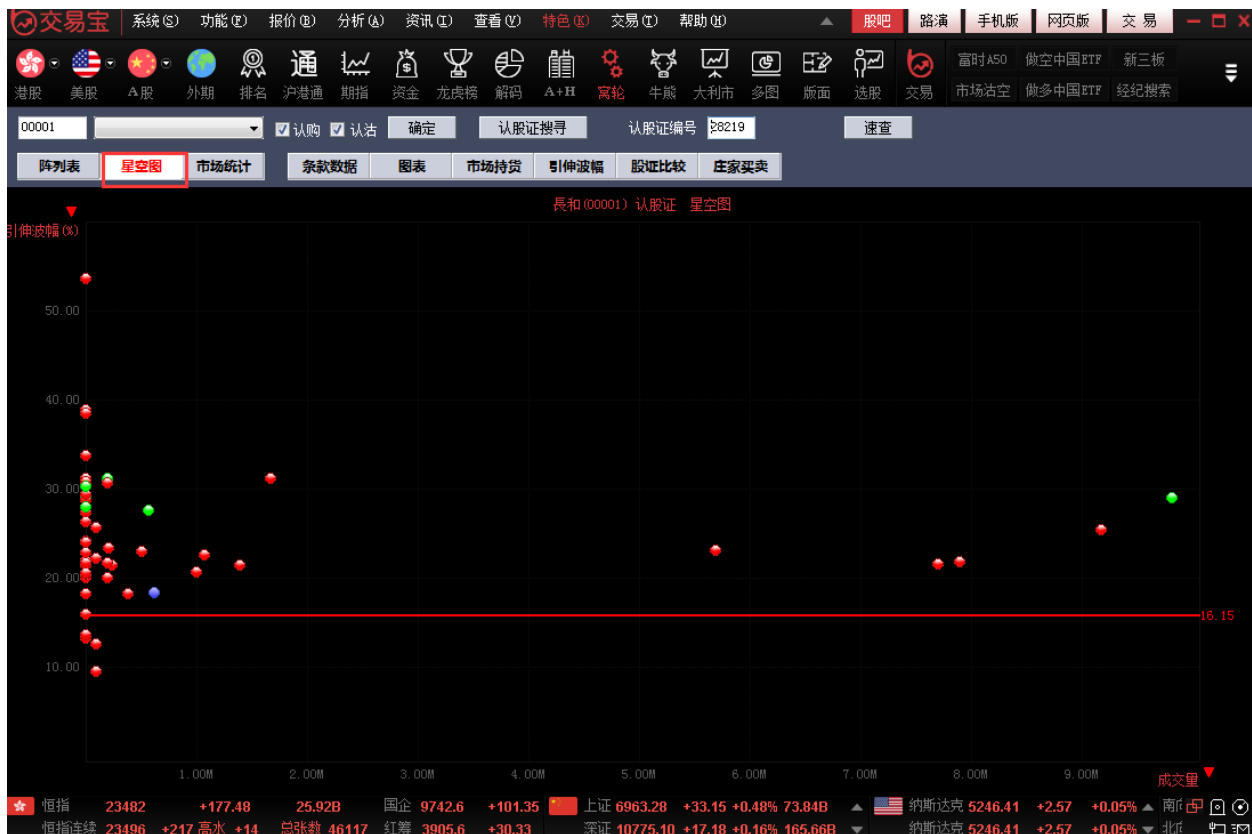 交易宝 系统(S) 功能(F) 报价(B) 分析(A) 资讯(I) 查看(V) 特色(K) 交易(T) 帮助(H) 股吧 路演 手机版 网页版 交易
通
港股 美股 A股 外期 排名 沪港通 期指 资金 龙虎榜 解码 A+H 窝轮 牛熊 大利市 多图 版面 选股 交易
富时A50 做空中国ETF 新三板
市场沽空 做多中国ETF 经纪搜索
00001 认购 认沽 确定 认股证搜寻 认股证编号 28219 速查
阵列表 星空图 市场统计 条款数据 图表 市场持货 引伸波幅 股证比较 庄家买卖
長和(00001) 认股证 星空图
引伸波幅(%)
50.00
40.00
30.00
20.00
16.15
10.00
1.00M 2.00M 3.00M 4.00M 5.00M 6.00M 7.00M 8.00M 9.00M
成交量
恒指 23482 +177.48 25.92B 国企 9742.6 +101.35 上证 6963.28 +33.15 +0.48% 73.84B 纳斯达克 5246.41 +2.57 +0.05%
恒指连续 23496 +217 高水 +14 总张数 46117 红筹 3905.6 +30.33 深证 10775.10 +17.18 +0.16% 165.66B 纳斯达克 5246.41 +2.57 +0.05%